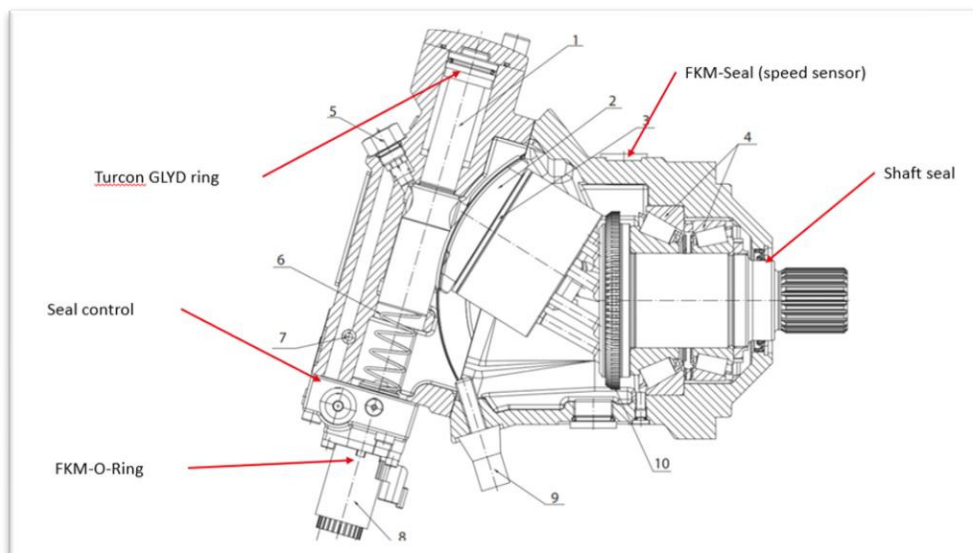 1
FKM-Seal (speed sensor)
2
5
3
4
Turcon GLYD ring
Shaft seal
6
Seal control
7
FKM-O-Ring
10
9
8